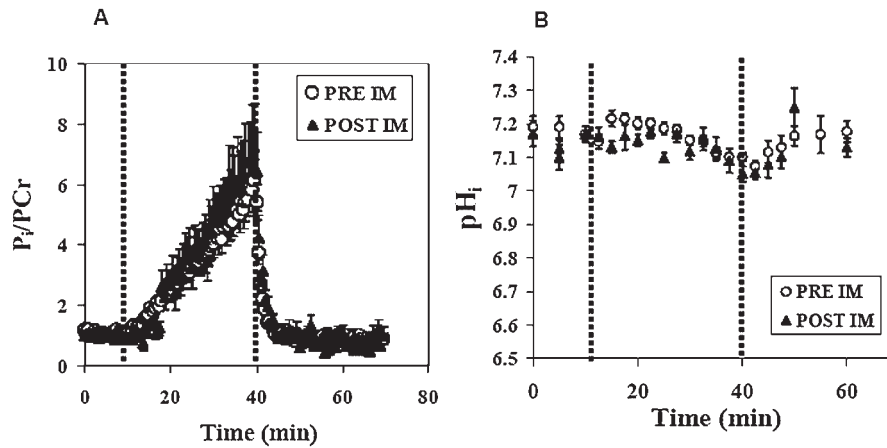 A
10
8
6
4
2
0
Pi/PCr
0 20 40 60 80
Time (min)
PRE IM
POST IM
B
7.4
7.3
7.2
7.1
7
6.9
6.8
6.7
6.6
6.5
pHi
0 20 40 60
Time (min)
PRE IM
POST IM